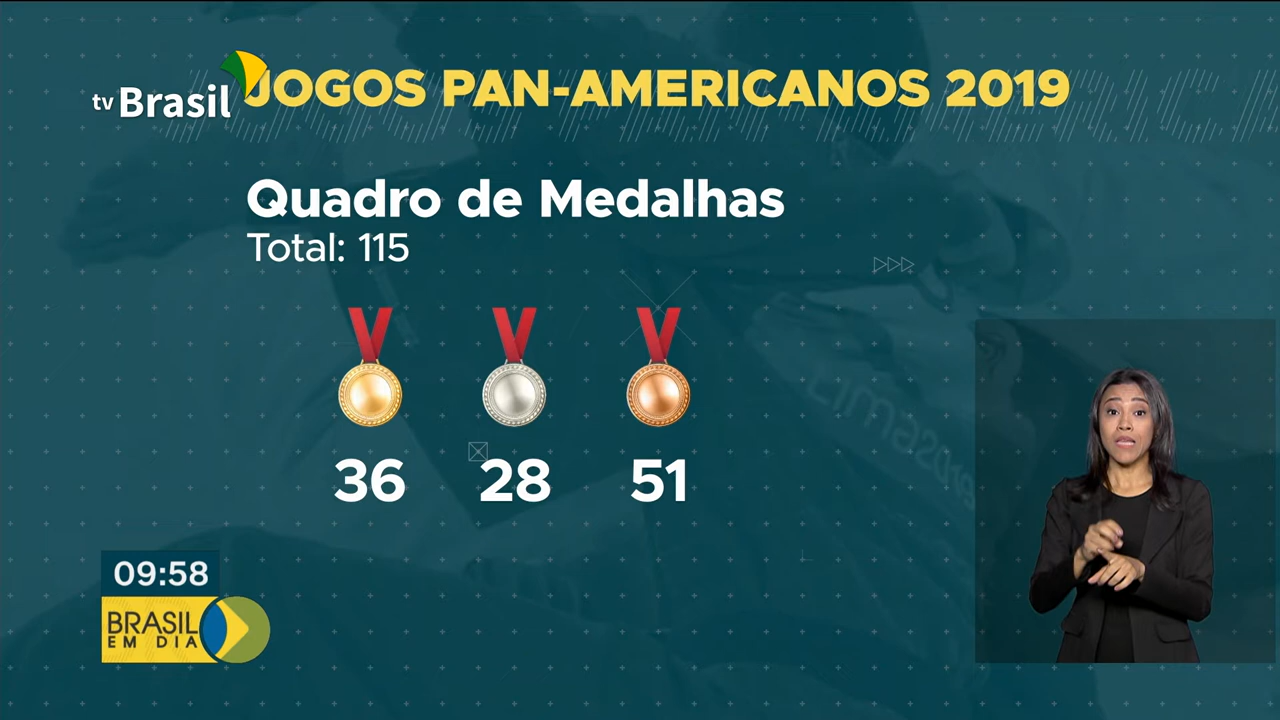 JOGOS PAN-AMERICANOS 2019
tv Brasil
Quadro de Medalhas
Total: 115
36 28 51
Lima2019
09:58
BRASIL
EM DIA